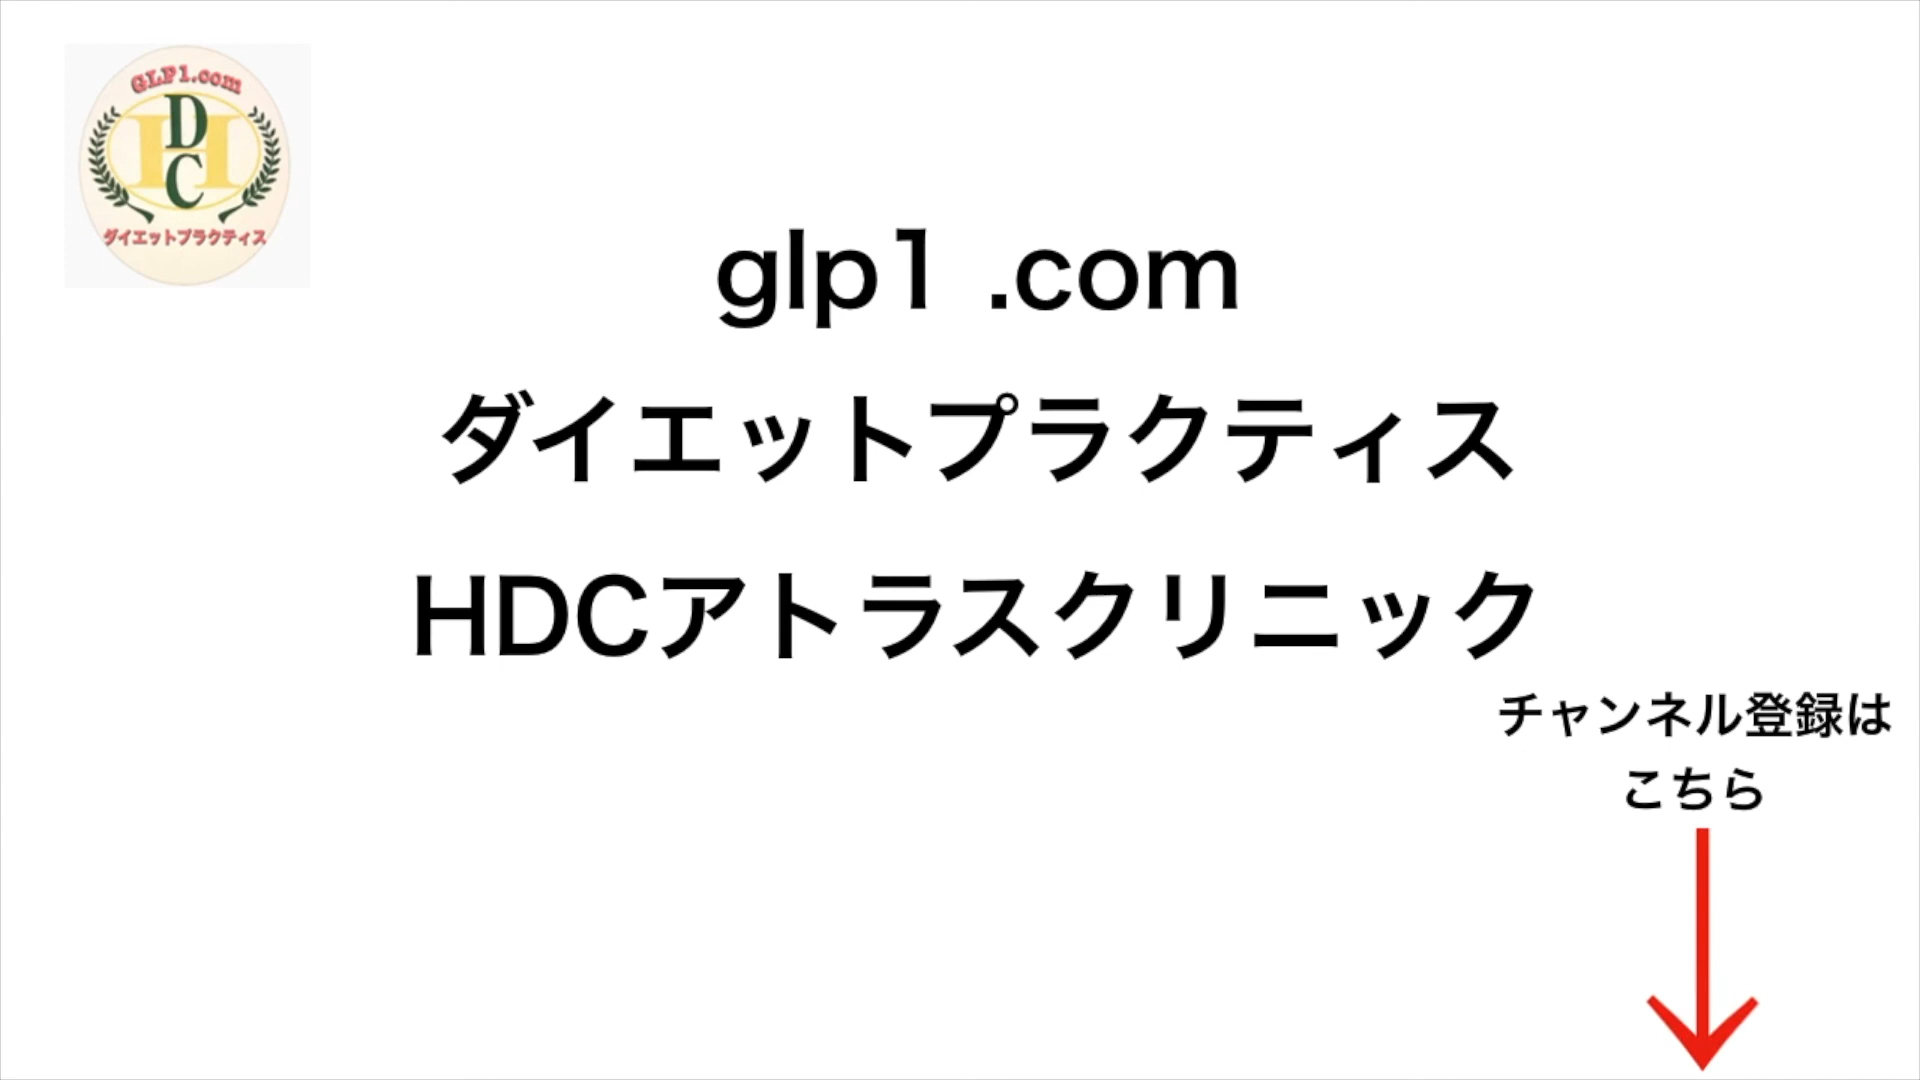 GLP1.com
HDC
ダイエットプラクティス
glp1 .com
ダイエットプラクティス
HDCアトラスクリニック
チャンネル登録は
こちら